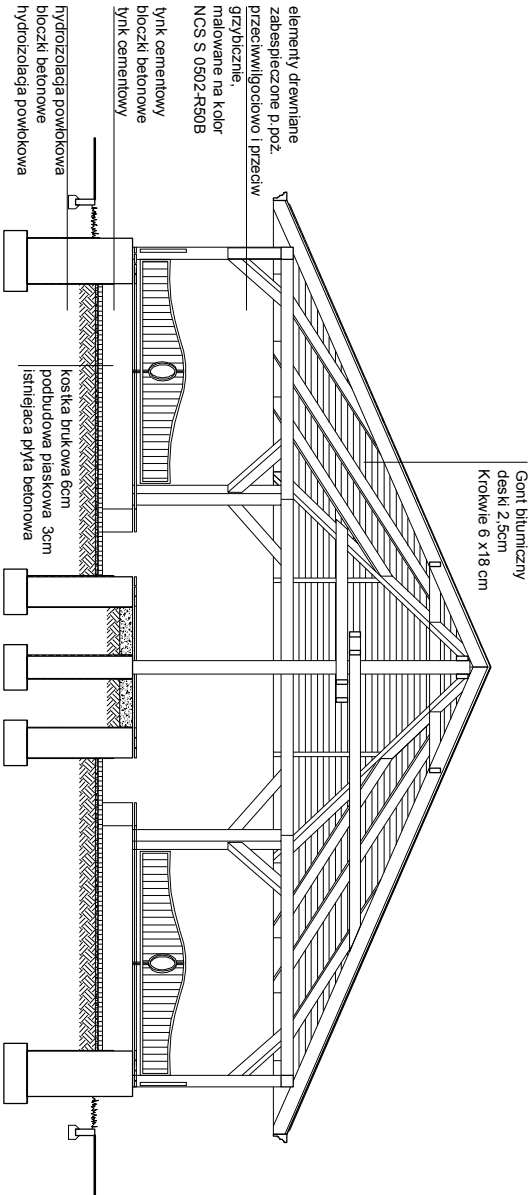 Gont bitumiczny
deski 2,5cm
Krokwie 6 x18 cm
elementy drewniane
zabespieczone p.poż.
przeciwwilgociowo i przeciw
grzybicznie,
malowane na kolor
NCS S 0502-R50B
tynk cementowy
bloczki betonowe
tynk cementowy
hydroizolacja powłokowa
bloczki betonowe
hydroizolacja powłokowa
kostka brukowa 6cm
podbudowa piaskowa 3cm
istniejaca płyta betonowa